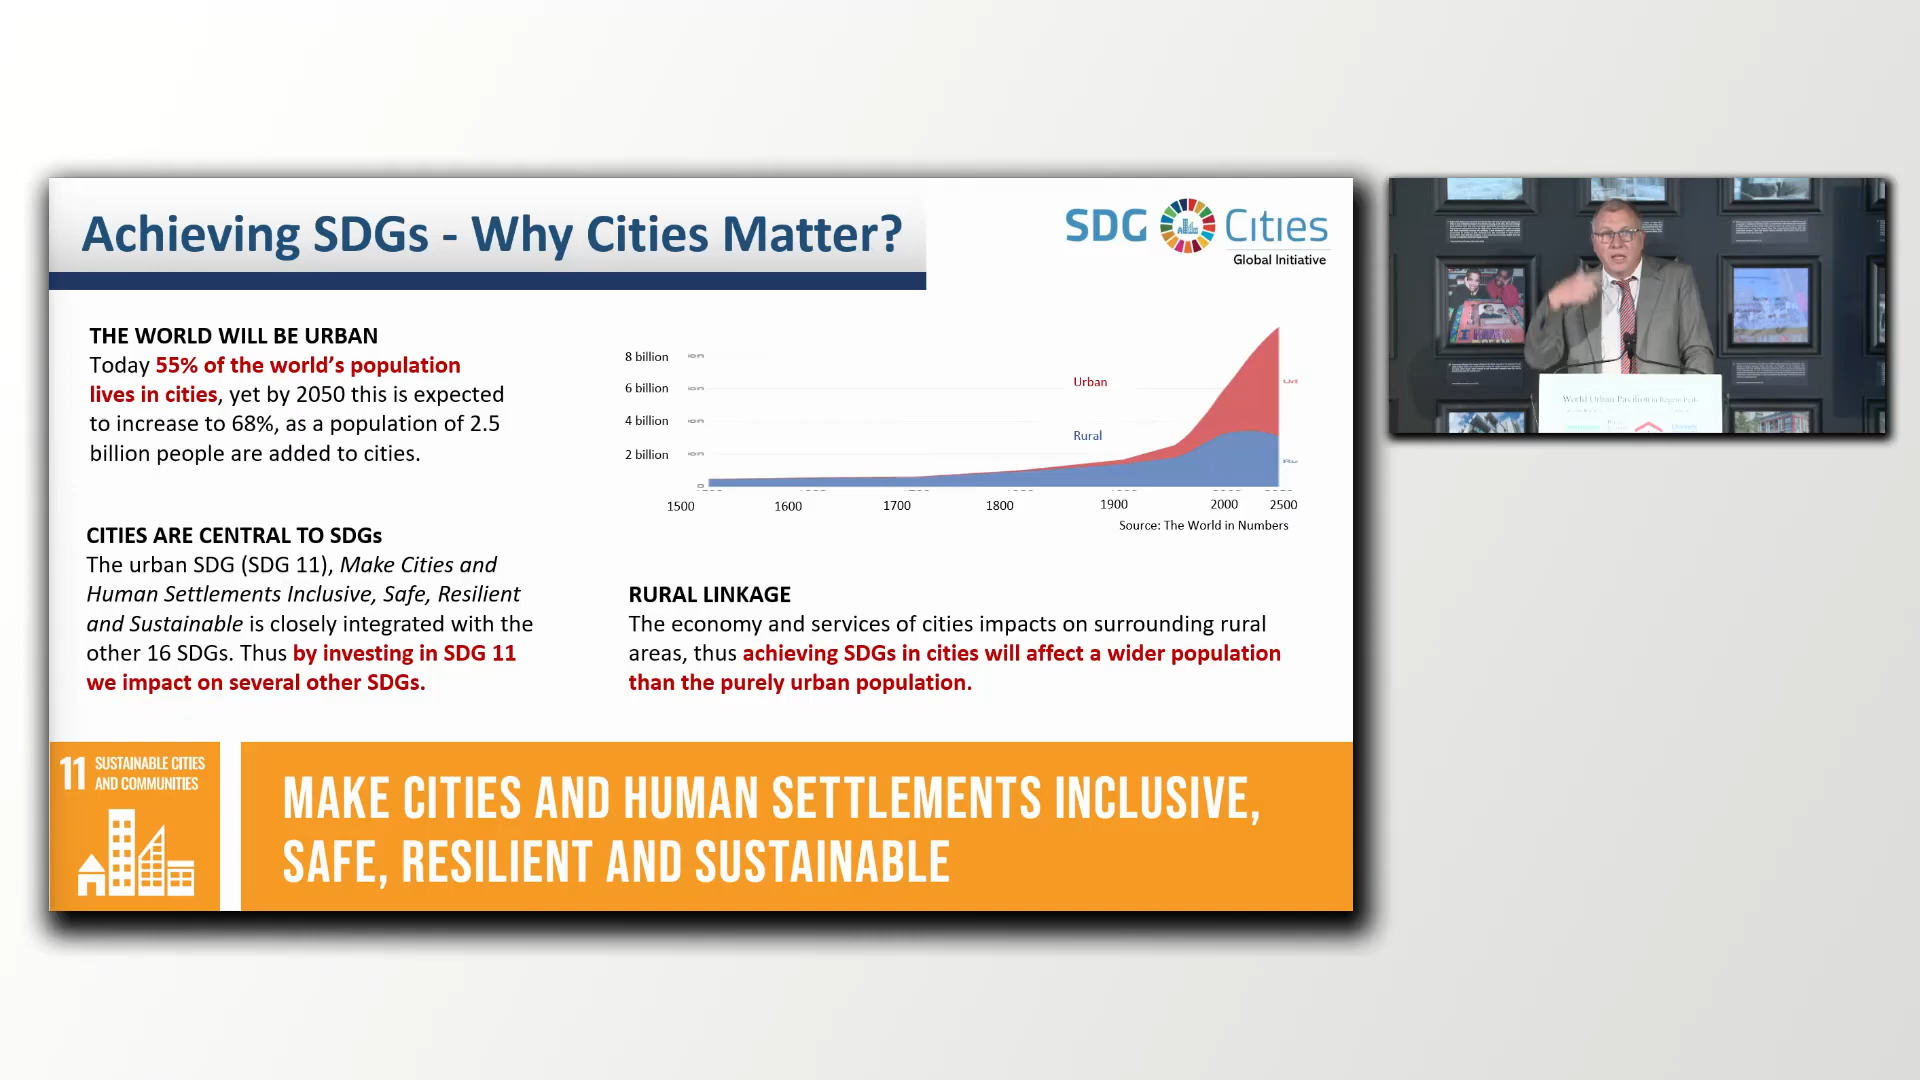 Achieving SDGs - Why Cities Matter?
SDG Cities
Global Initiative
THE WORLD WILL BE URBAN
Today 55% of the world's population
lives in cities, yet by 2050 this is expected
to increase to 68%, as a population of 2.5
billion people are added to cities.
CITIES ARE CENTRAL TO SDGs
The urban SDG (SDG 11), Make Cities and
Human Settlements Inclusive, Safe, Resilient
and Sustainable is closely integrated with the
other 16 SDGs. Thus by investing in SDG 11
we impact on several other SDGs.
8 billion
6 billion
4 billion
2 billion
Urban
Rural
1500 1600 1700 1800 1900 2000 2500
Source: The World in Numbers
RURAL LINKAGE
The economy and services of cities impacts on surrounding rural
areas, thus achieving SDGs in cities will affect a wider population
than the purely urban population.
11 SUSTAINABLE CITIES
AND COMMUNITIES
MAKE CITIES AND HUMAN SETTLEMENTS INCLUSIVE,
SAFE, RESILIENT AND SUSTAINABLE
World Urban Pavilion in Regent Park